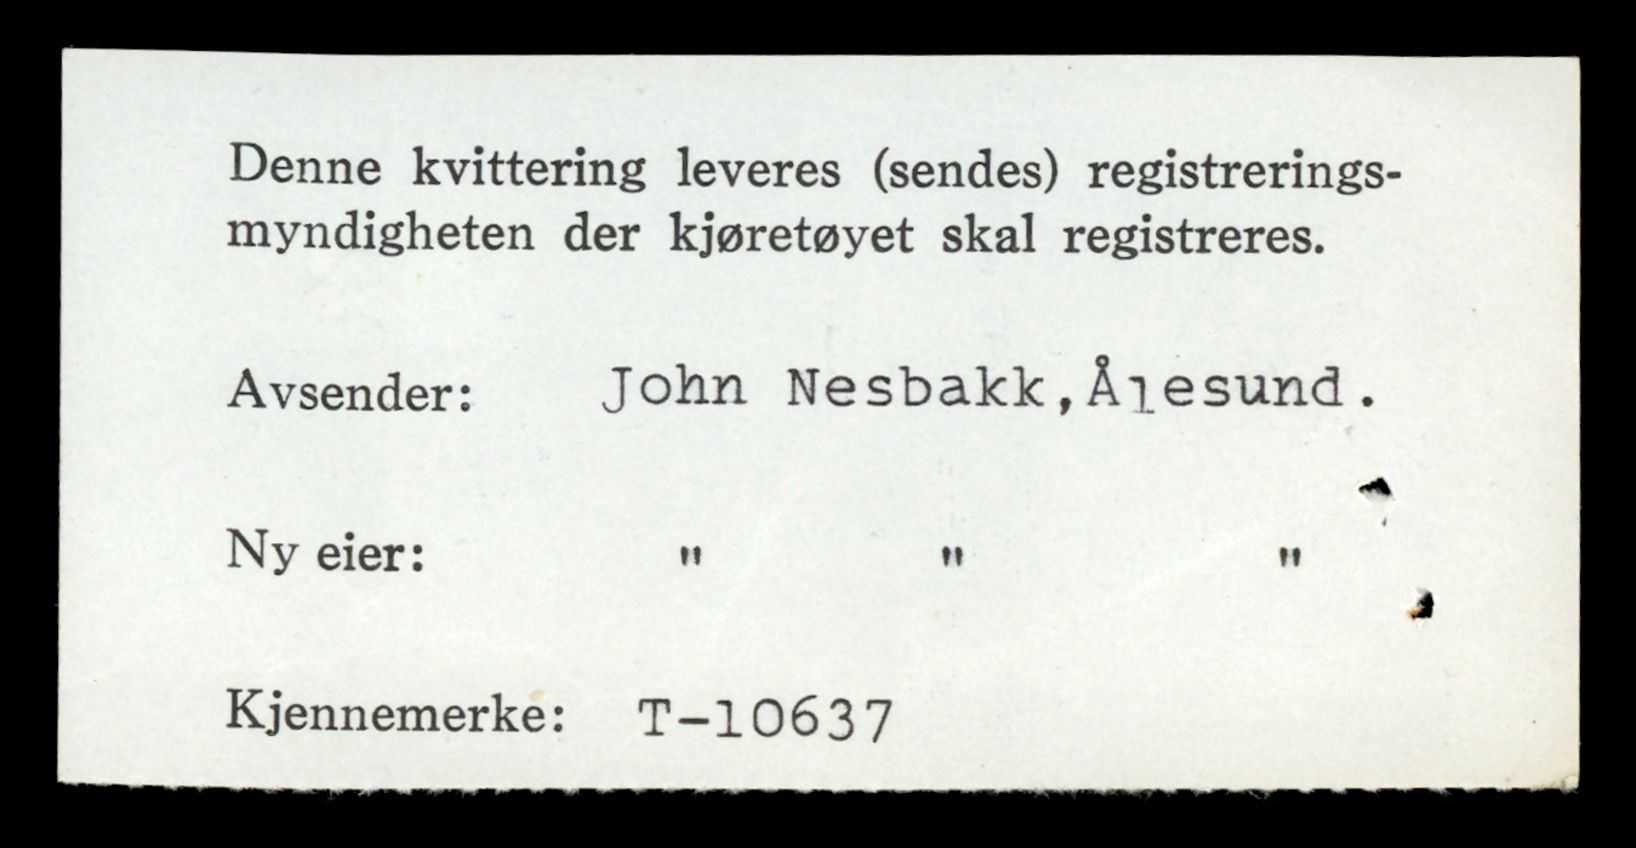 Denne kvittering leveres (sendes) registrerings-
myndigheten der kjøretøyet skal registreres.
Avsender: John Nesbakk,Ålesund.
Ny eier: " " "
Kjennemerke: T-10637